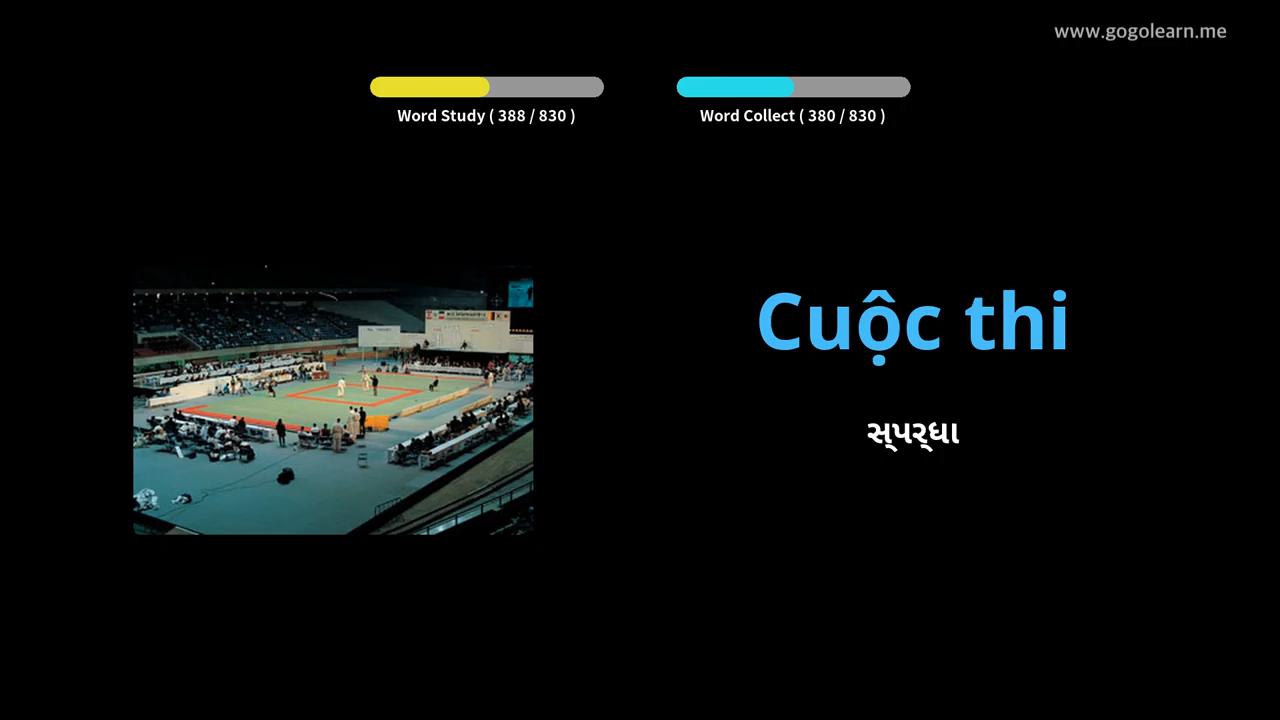 www.gogolearn.me
Word Study ( 388 / 830 )
Word Collect ( 380 / 830 )
Cuộc thi
સ્પર્ધા